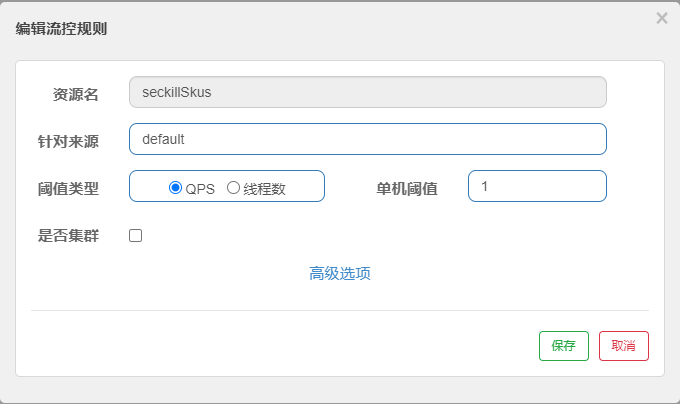 编辑流控规则
×
资源名 seckillSkus
针对来源 default
阈值类型 QPS 线程数 单机阈值 1
是否集群
高级选项
保存 取消